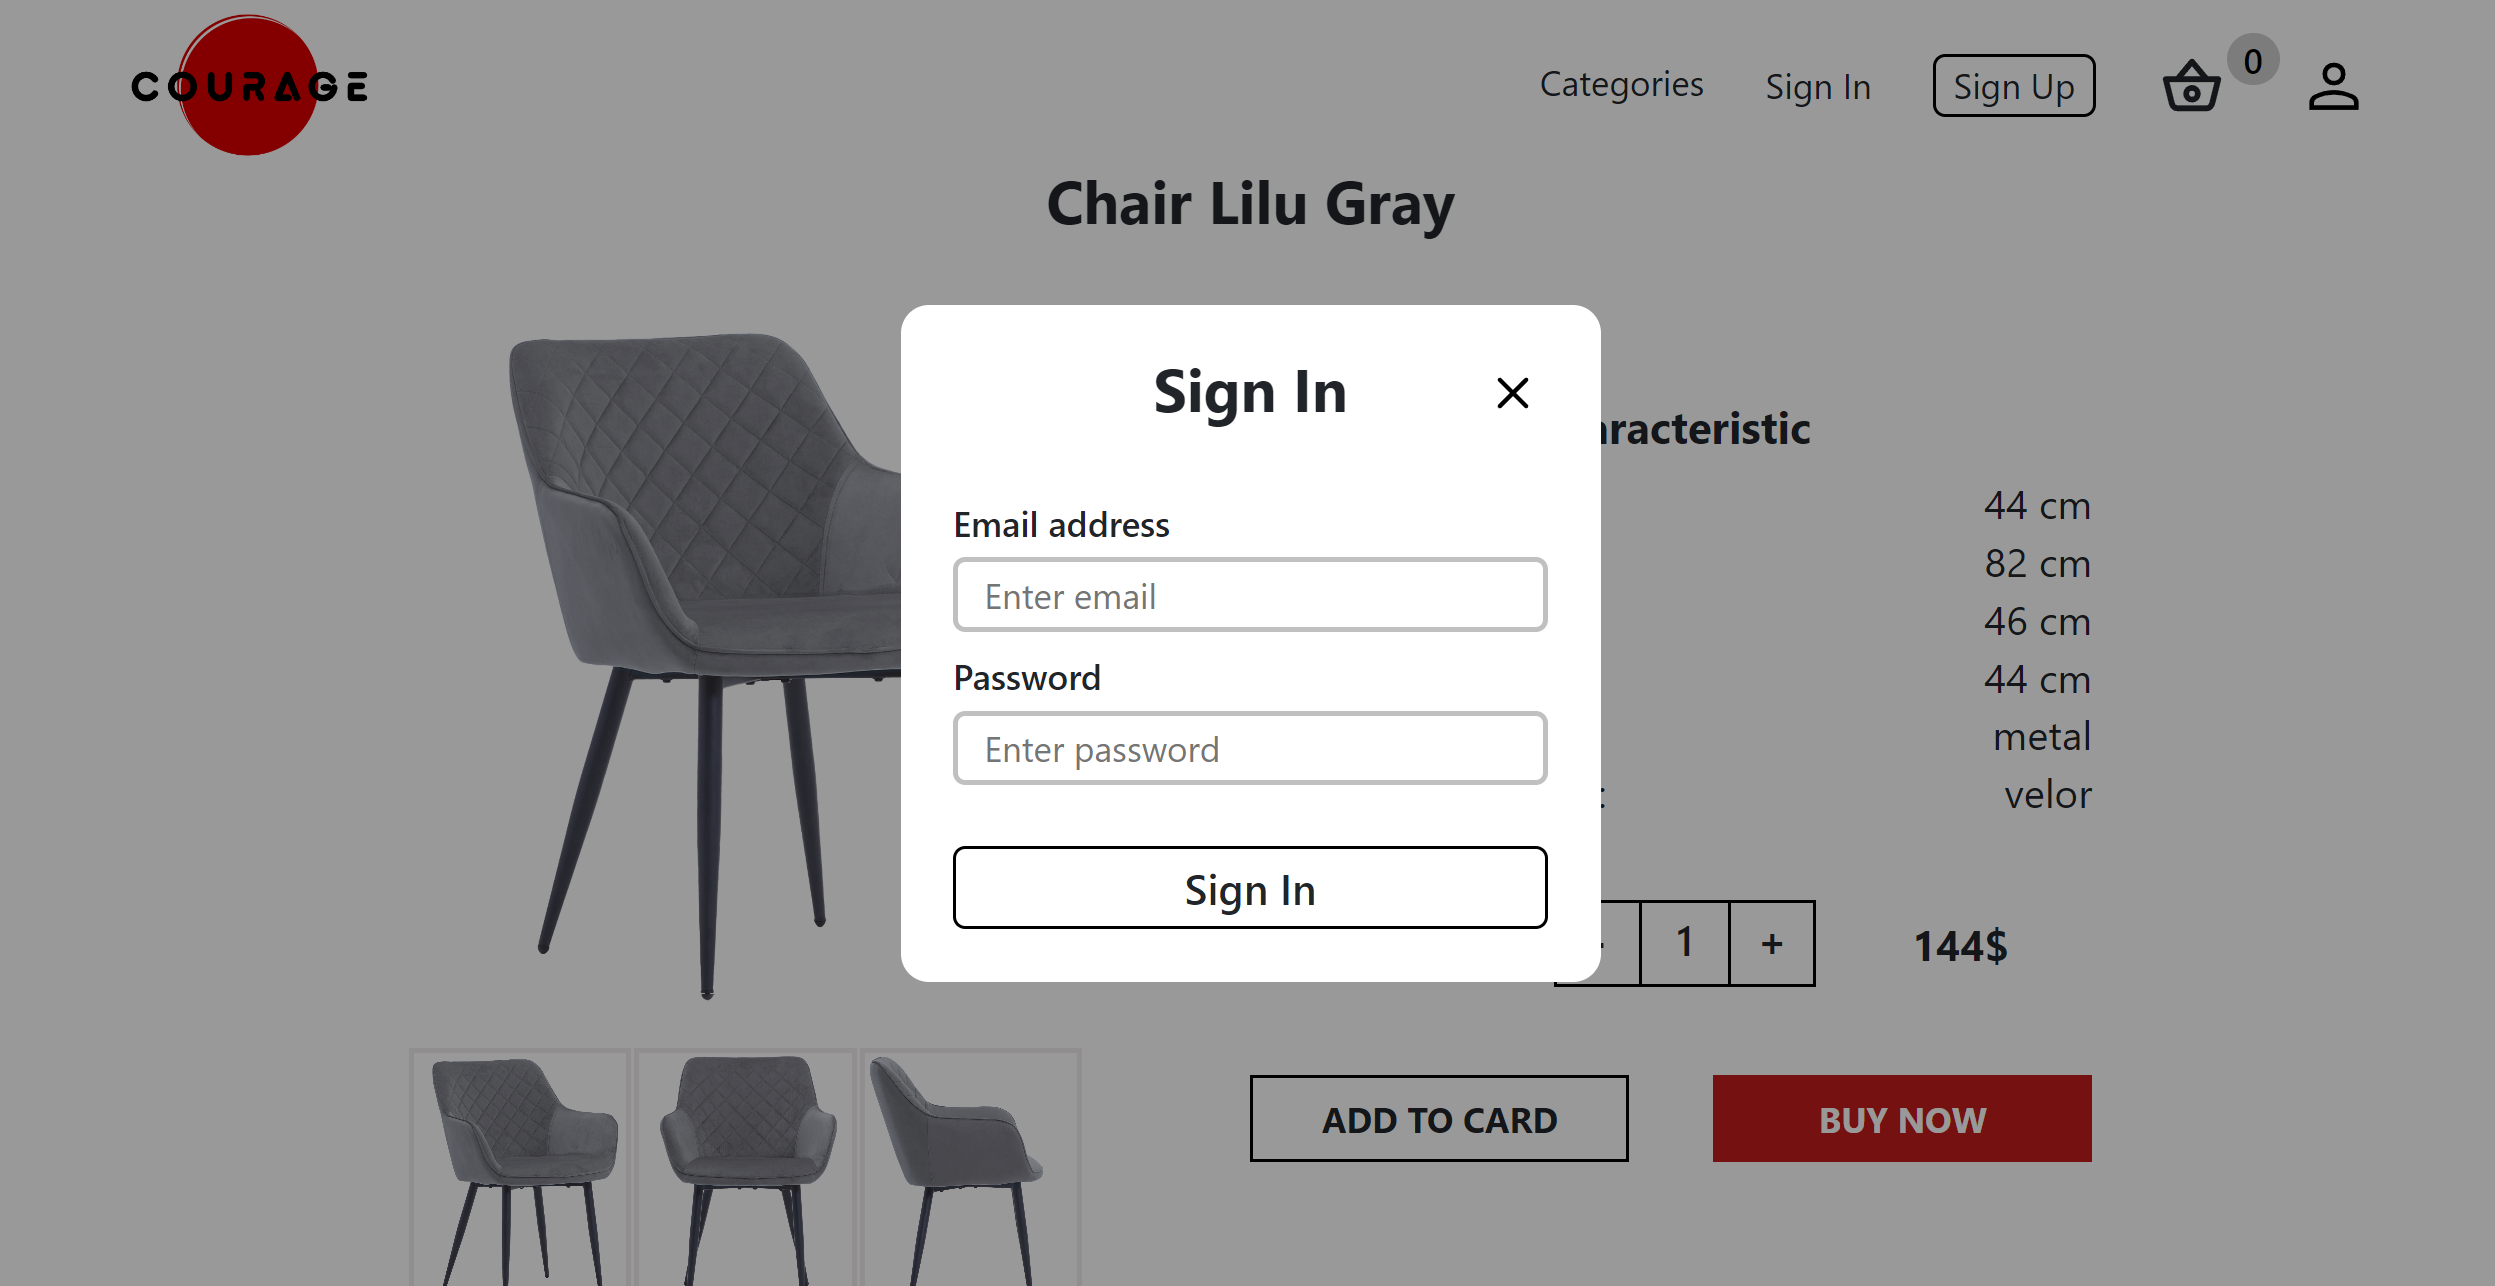 COURAGE
Categories
Sign In
Sign Up
0
Chair Lilu Gray
Sign In
Email address
Enter email
Password
Enter password
Sign In
aracteristic
44 cm
82 cm
46 cm
44 cm
metal
: velor
- 1 +
144$
ADD TO CARD
BUY NOW